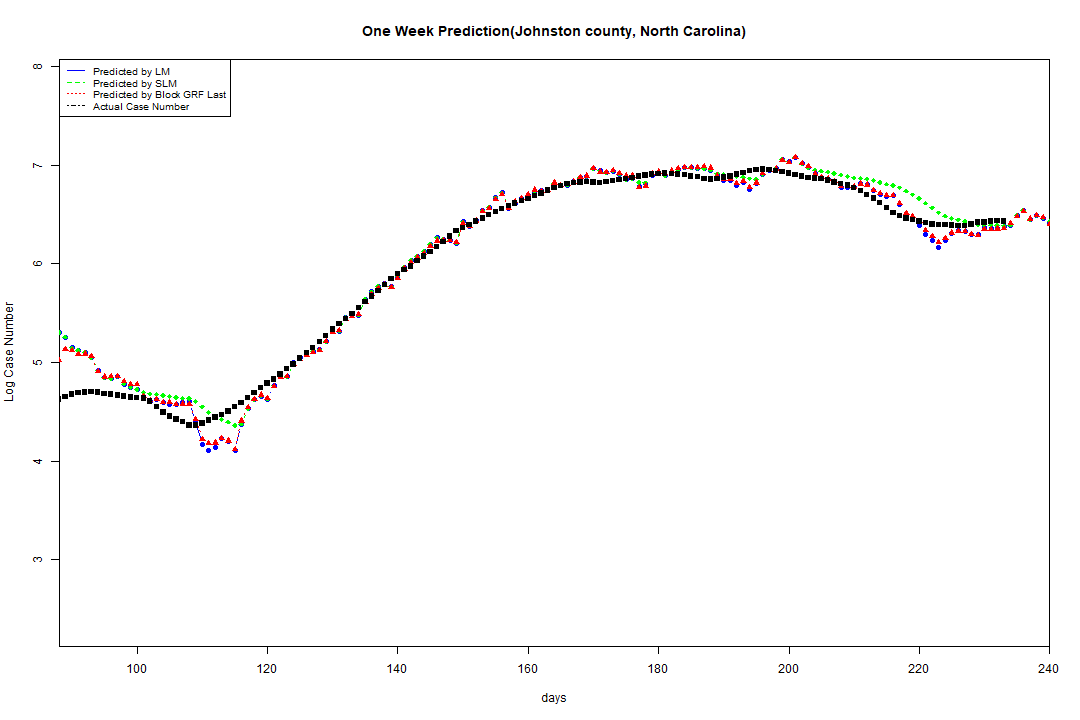 One Week Prediction(Johnston county, North Carolina)
Predicted by LM
Predicted by SLM
Predicted by Block GRF Last
Actual Case Number
8
7
6
5
4
3
Log Case Number
100 120 140 160 180 200 220 240
days